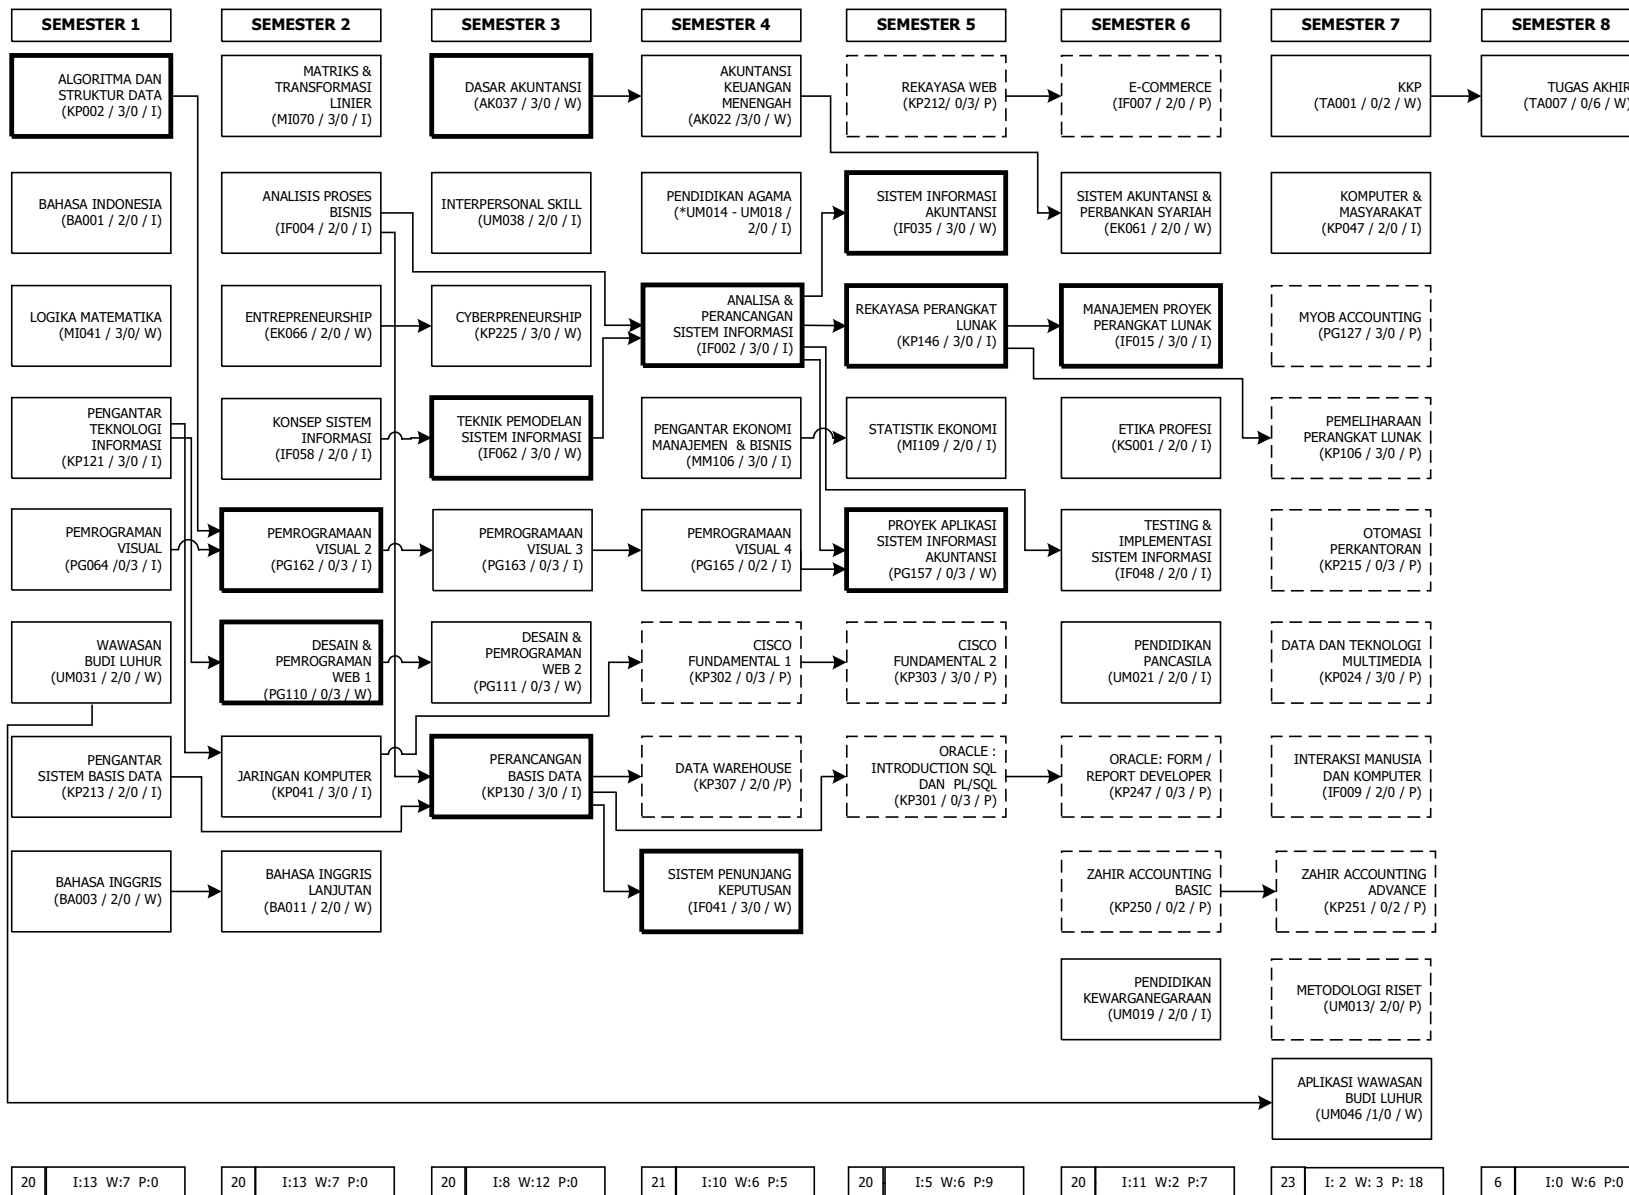 SEMESTER 1
SEMESTER 2
SEMESTER 3
SEMESTER 4
SEMESTER 5
SEMESTER 6
SEMESTER 7
SEMESTER 8
ALGORITMA DAN
STRUKTUR DATA
(KP002 / 3/0 / I)
MATRIKS &
TRANSFORMASI
LINIER
(MI070 / 3/0 / I)
DASAR AKUNTANSI
(AK037 / 3/0 / W)
AKUNTANSI
KEUANGAN
MENENGAH
(AK022 /3/0 / W)
REKAYASA WEB
(KP212/ 0/3/ P)
E-COMMERCE
(IF007 / 2/0 / P)
KKP
(TA001 / 0/2 / W)
TUGAS AKHIR
(TA007 / 0/6 / W)
BAHASA INDONESIA
(BA001 / 2/0 / I)
ANALISIS PROSES
BISNIS
(IF004 / 2/0 / I)
INTERPERSONAL SKILL
(UM038 / 2/0 / I)
PENDIDIKAN AGAMA
(*UM014 - UM018 /
2/0 / I)
SISTEM INFORMASI
AKUNTANSI
(IF035 / 3/0 / W)
SISTEM AKUNTANSI &
PERBANKAN SYARIAH
(EK061 / 2/0 / W)
KOMPUTER &
MASYARAKAT
(KP047 / 2/0 / I)
LOGIKA MATEMATIKA
(MI041 / 3/0/ W)
ENTREPRENEURSHIP
(EK066 / 2/0 / W)
CYBERPRENEURSHIP
(KP225 / 3/0 / W)
ANALISA &
PERANCANGAN
SISTEM INFORMASI
(IF002 / 3/0 / I)
REKAYASA PERANGKAT
LUNAK
(KP146 / 3/0 / I)
MANAJEMEN PROYEK
PERANGKAT LUNAK
(IF015 / 3/0 / I)
MYOB ACCOUNTING
(PG127 / 3/0 / P)
PENGANTAR
TEKNOLOGI
INFORMASI
(KP121 / 3/0 / I)
KONSEP SISTEM
INFORMASI
(IF058 / 2/0 / I)
TEKNIK PEMODELAN
SISTEM INFORMASI
(IF062 / 3/0 / W)
PENGANTAR EKONOMI
MANAJEMEN & BISNIS
(MM106 / 3/0 / I)
STATISTIK EKONOMI
(MI109 / 2/0 / I)
ETIKA PROFESI
(KS001 / 2/0 / I)
PEMELIHARAAN
PERANGKAT LUNAK
(KP106 / 3/0 / P)
PEMROGRAMAN
VISUAL
(PG064 /0/3 / I)
PEMROGRAMAAN
VISUAL 2
(PG162 / 0/3 / I)
PEMROGRAMAAN
VISUAL 3
(PG163 / 0/3 / I)
PEMROGRAMAAN
VISUAL 4
(PG165 / 0/2 / I)
PROYEK APLIKASI
SISTEM INFORMASI
AKUNTANSI
(PG157 / 0/3 / W)
TESTING &
IMPLEMENTASI
SISTEM INFORMASI
(IF048 / 2/0 / I)
OTOMASI
PERKANTORAN
(KP215 / 0/3 / P)
WAWASAN
BUDI LUHUR
(UM031 / 2/0 / W)
DESAIN &
PEMROGRAMAN
WEB 1
(PG110 / 0/3 / W)
DESAIN &
PEMROGRAMAN
WEB 2
(PG111 / 0/3 / W)
CISCO
FUNDAMENTAL 1
(KP302 / 0/3 / P)
CISCO
FUNDAMENTAL 2
(KP303 / 3/0 / P)
PENDIDIKAN
PANCASILA
(UM021 / 2/0 / I)
DATA DAN TEKNOLOGI
MULTIMEDIA
(KP024 / 3/0 / P)
PENGANTAR
SISTEM BASIS DATA
(KP213 / 2/0 / I)
JARINGAN KOMPUTER
(KP041 / 3/0 / I)
PERANCANGAN
BASIS DATA
(KP130 / 3/0 / I)
DATA WAREHOUSE
(KP307 / 2/0 /P)
ORACLE :
INTRODUCTION SQL
DAN PL/SQL
(KP301 / 0/3 / P)
ORACLE: FORM /
REPORT DEVELOPER
(KP247 / 0/3 / P)
INTERAKSI MANUSIA
DAN KOMPUTER
(IF009 / 2/0 / P)
BAHASA INGGRIS
(BA003 / 2/0 / W)
BAHASA INGGRIS
LANJUTAN
(BA011 / 2/0 / W)
SISTEM PENUNJANG
KEPUTUSAN
(IF041 / 3/0 / W)
ZAHIR ACCOUNTING
BASIC
(KP250 / 0/2 / P)
ZAHIR ACCOUNTING
ADVANCE
(KP251 / 0/2 / P)
PENDIDIKAN
KEWARGANEGARAAN
(UM019 / 2/0 / I)
METODOLOGI RISET
(UM013/ 2/0/ P)
APLIKASI WAWASAN
BUDI LUHUR
(UM046 /1/0 / W)
20 I:13 W:7 P:0
20 I:13 W:7 P:0
20 I:8 W:12 P:0
21 I:10 W:6 P:5
20 I:5 W:6 P:9
20 I:11 W:2 P:7
23 I: 2 W: 3 P: 18
6 I:0 W:6 P:0